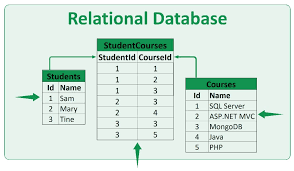 Relational Database
StudentCourses
StudentId CourseId
1 1
1 2
1 3
2 3
2 4
3 3
3 5
Students
Id Name
1 Sam
2 Mary
3 Tine
Courses
Id Name
1 SQL Server
2 ASP.NET MVC
3 MongoDB
4 Java
5 PHP